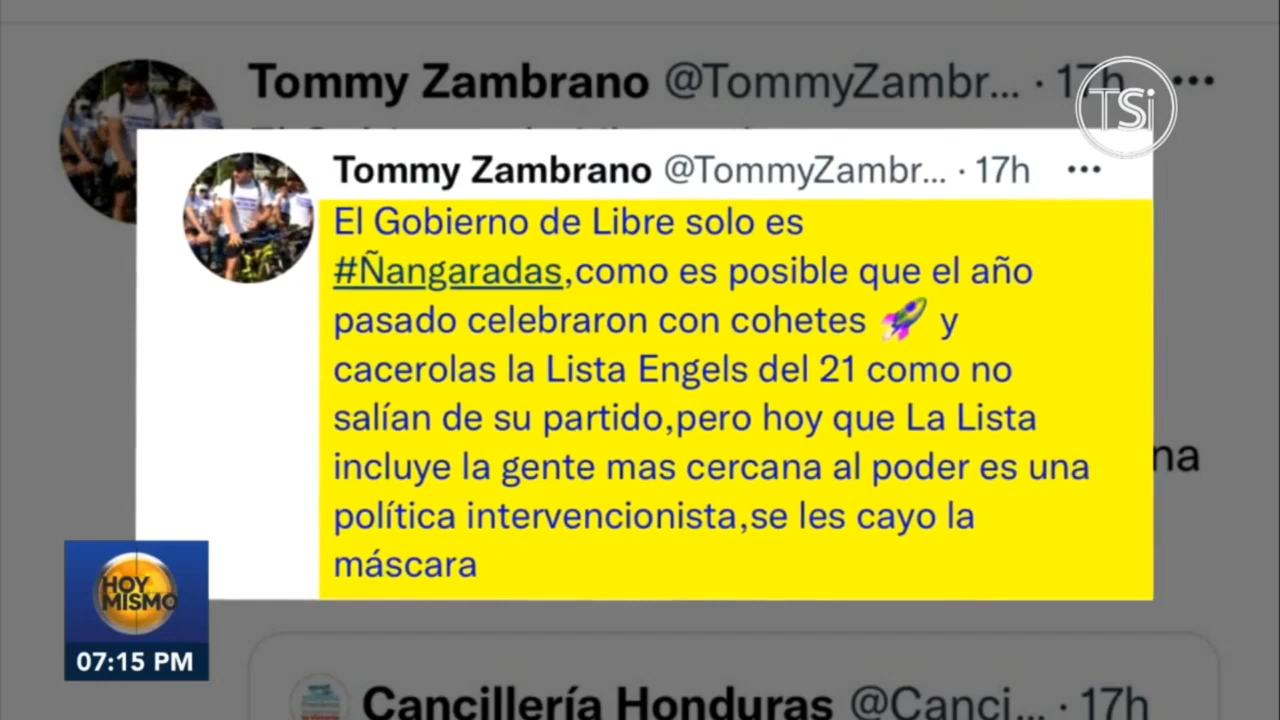 Tommy Zambrano @TommyZambr... · 17h ...
TSi
Tommy Zambrano @TommyZambr... · 17h ...
El Gobierno de Libre solo es
#Ñangaradas,como es posible que el año
pasado celebraron con cohetes 🚀 y
cacerolas la Lista Engels del 21 como no
salían de su partido,pero hoy que La Lista
incluye la gente mas cercana al poder es una
política intervencionista,se les cayo la
máscara
na
HOY
MISMO
07:15 PM
Cancillería Honduras @Canci... · 17h